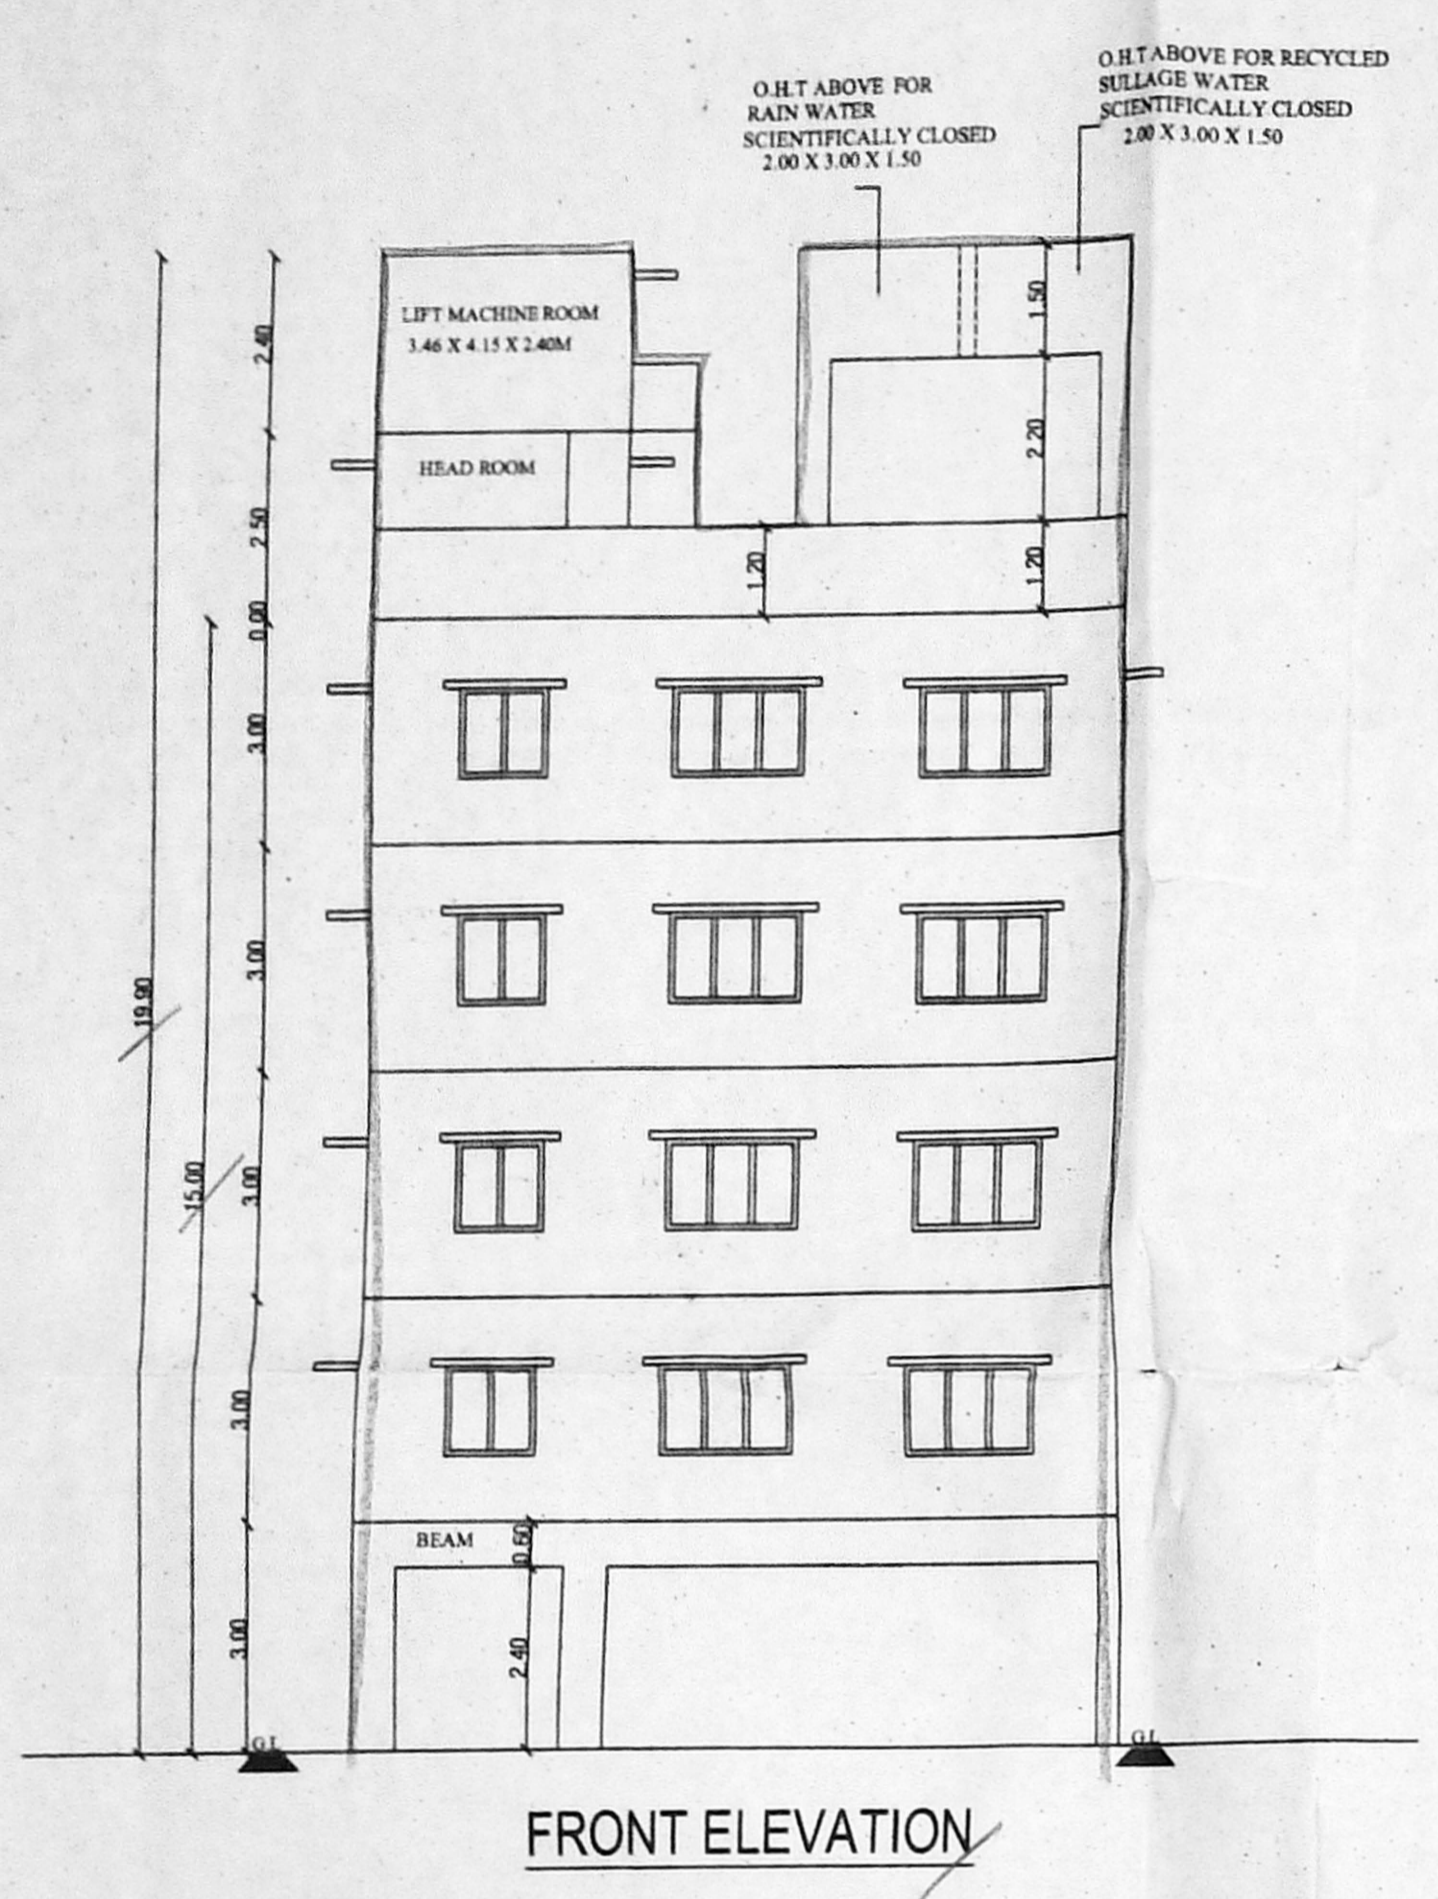 O.H.T ABOVE FOR RECYCLED
SULLAGE WATER
SCIENTIFICALLY CLOSED
2.00 X 3.00 X 1.50
O.H.T ABOVE FOR
RAIN WATER
SCIENTIFICALLY CLOSED
2.00 X 3.00 X 1.50
LIFT MACHINE ROOM
3.46 X 4.15 X 2.40M
HEAD ROOM
2.40
2.50
0.00
3.00
3.00
3.00
3.00
3.00
19.90
15.00
1.50
2.20
1.20
1.20
BEAM
0.60
2.40
GL
GL
FRONT ELEVATION